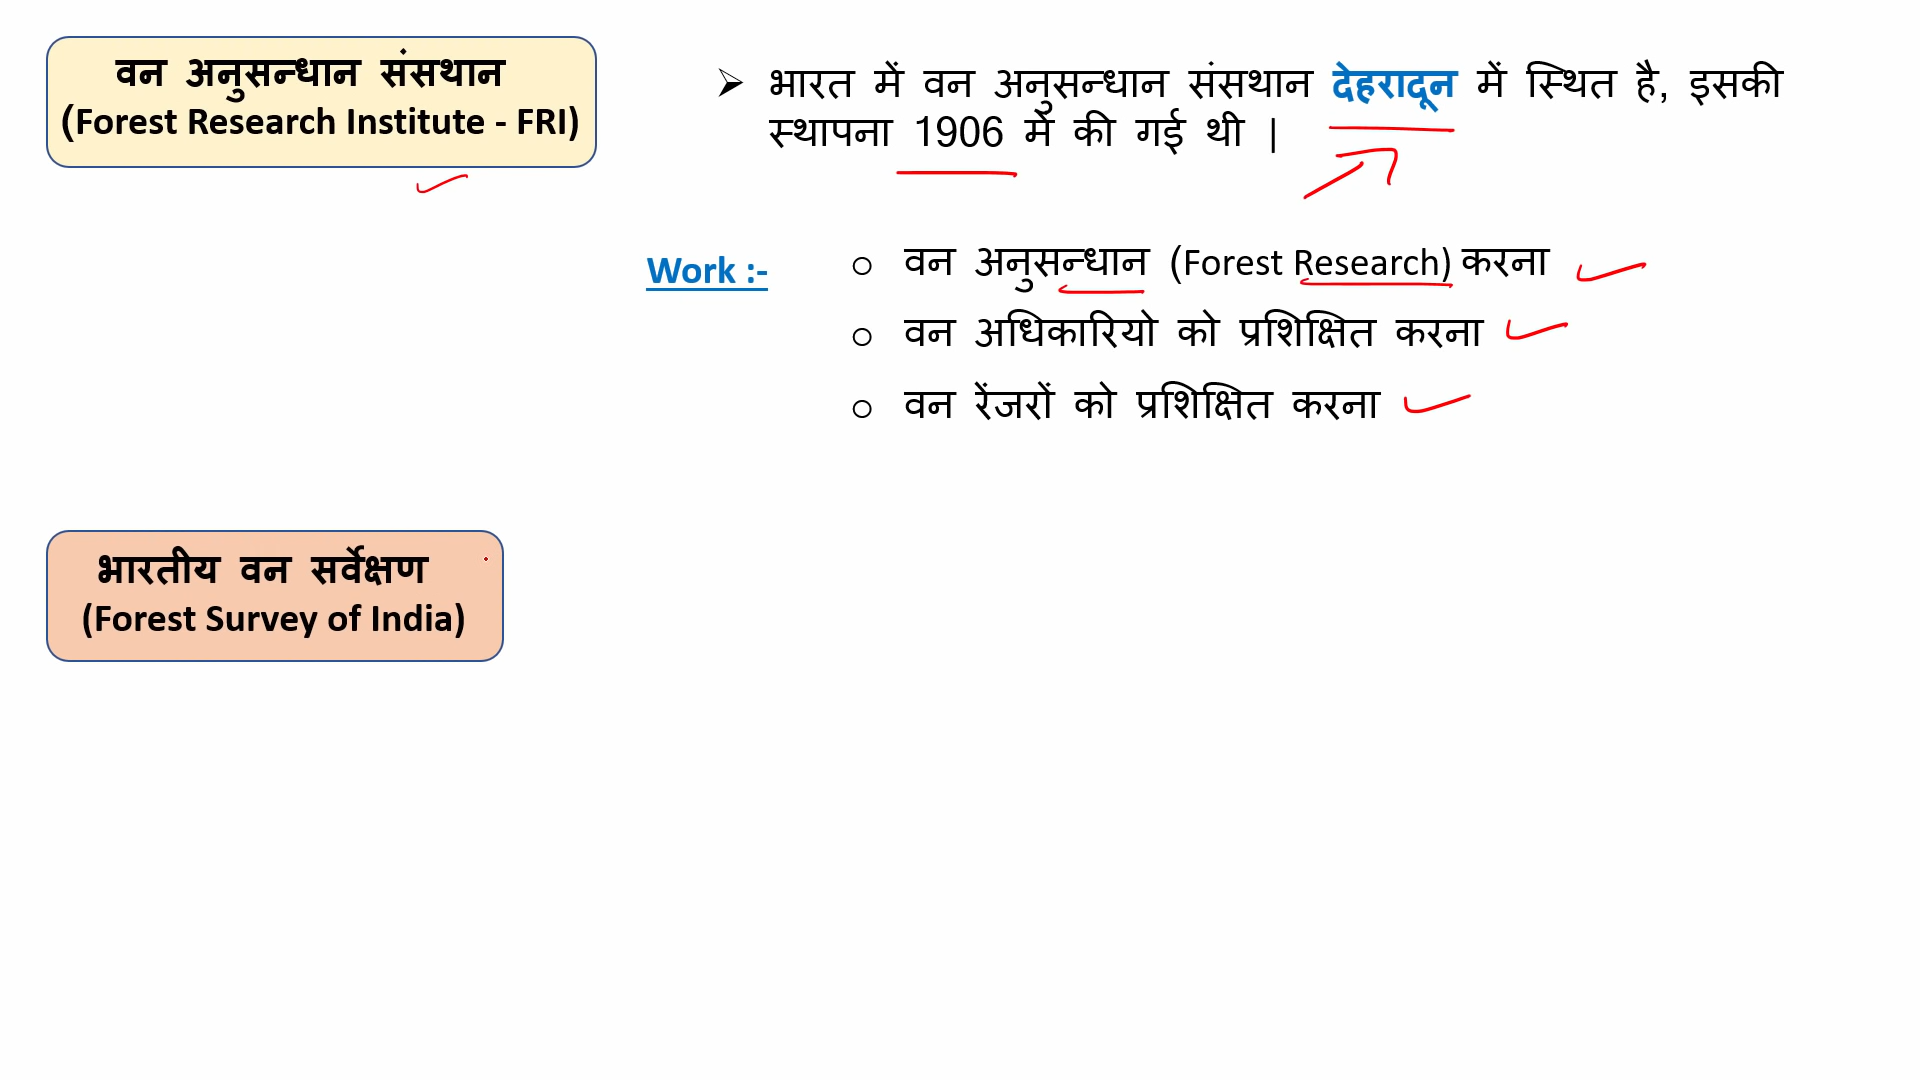 वन अनुसन्धान संसथान
(Forest Research Institute - FRI)
भारत में वन अनुसन्धान संसथान देहरादून में स्थित है, इसकी
स्थापना 1906 में की गई थी |
Work :-
वन अनुसन्धान (Forest Research) करना
वन अधिकारियो को प्रशिक्षित करना
वन रेंजरों को प्रशिक्षित करना
भारतीय वन सर्वेक्षण
(Forest Survey of India)